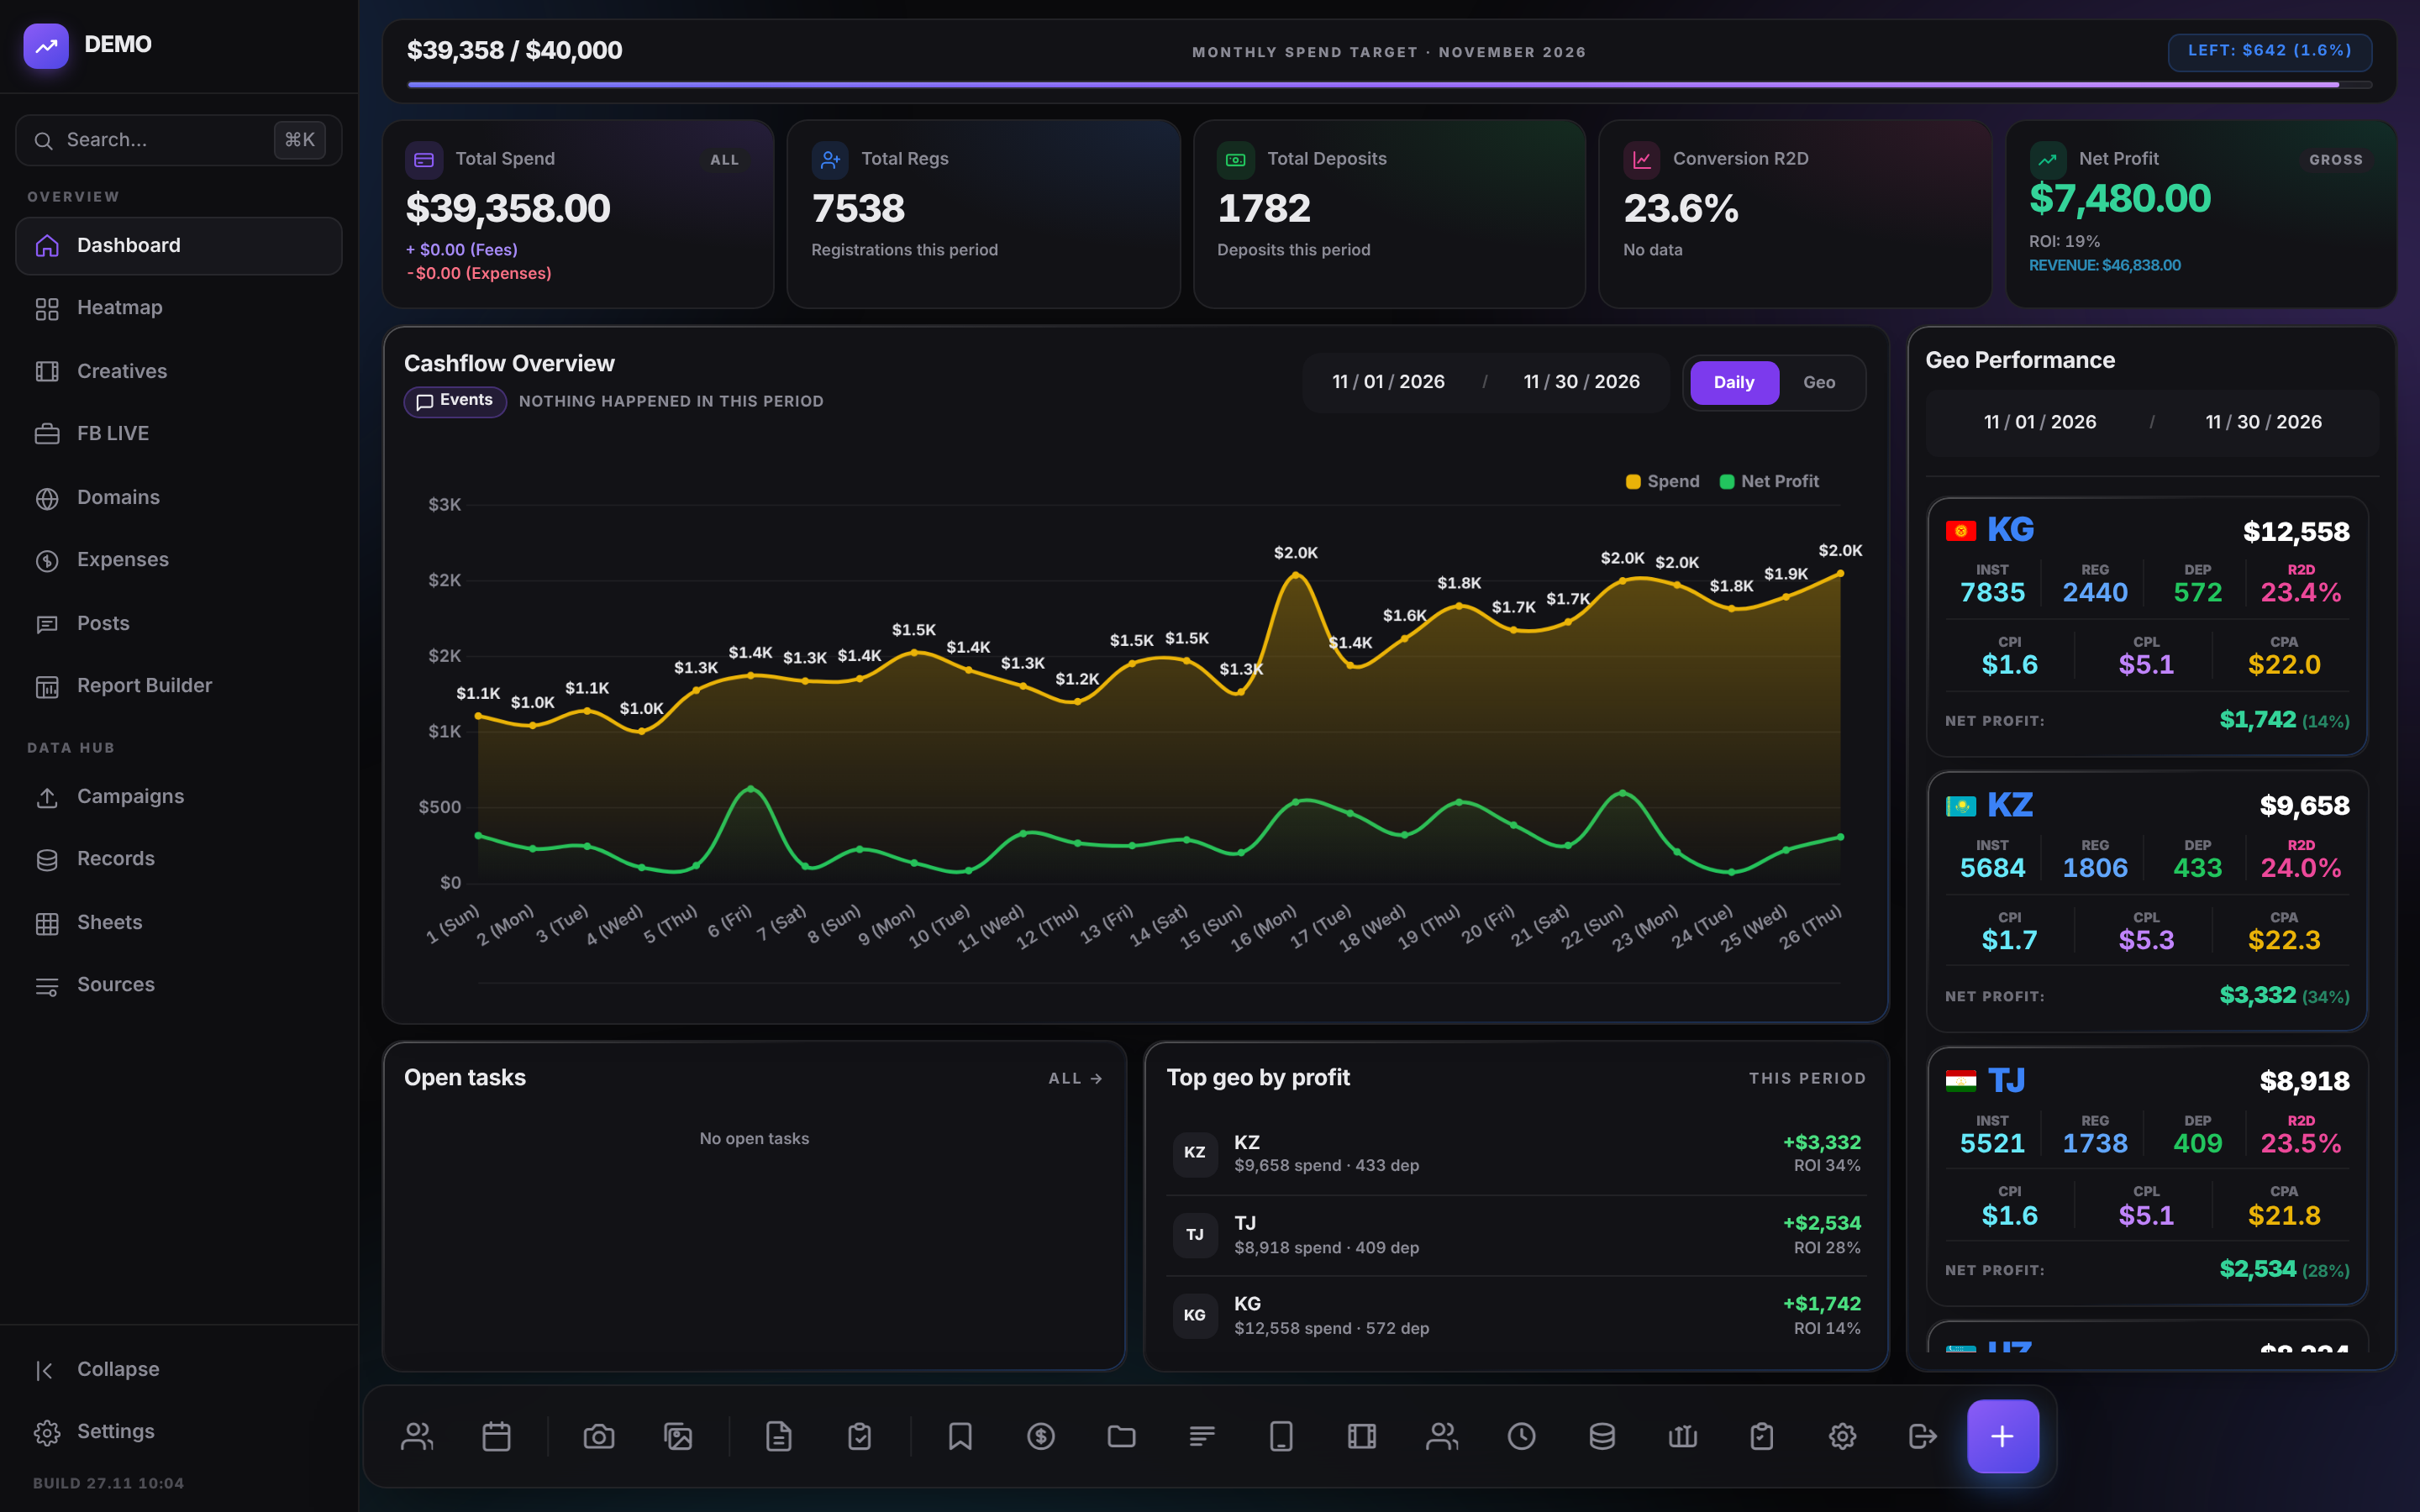 DEMO
Search...
⌘K
OVERVIEW
Dashboard
Heatmap
Creatives
FB LIVE
Domains
Expenses
Posts
Report Builder
DATA HUB
Campaigns
Records
Sheets
Sources
Collapse
Settings
BUILD 27.11 10:04
$39,358 / $40,000
MONTHLY SPEND TARGET · NOVEMBER 2026
LEFT: $642 (1.6%)
Total Spend
ALL
$39,358.00
+ $0.00 (Fees)
-$0.00 (Expenses)
Total Regs
7538
Registrations this period
Total Deposits
1782
Deposits this period
Conversion R2D
23.6%
No data
Net Profit
GROSS
$7,480.00
ROI: 19%
REVENUE: $46,838.00
Cashflow Overview
Events
NOTHING HAPPENED IN THIS PERIOD
11 / 01 / 2026 / 11 / 30 / 2026
Daily
Geo
Spend
Net Profit
$3K
$2K
$2K
$1K
$500
$0
$1.1K
$1.0K
$1.1K
$1.0K
$1.3K
$1.4K
$1.3K
$1.4K
$1.5K
$1.4K
$1.3K
$1.2K
$1.5K
$1.5K
$1.3K
$2.0K
$1.4K
$1.6K
$1.8K
$1.7K
$1.7K
$2.0K
$2.0K
$1.8K
$1.9K
$2.0K
1 (Sun)
2 (Mon)
3 (Tue)
4 (Wed)
5 (Thu)
6 (Fri)
7 (Sat)
8 (Sun)
9 (Mon)
10 (Tue)
11 (Wed)
12 (Thu)
13 (Fri)
14 (Sat)
15 (Sun)
16 (Mon)
17 (Tue)
18 (Wed)
19 (Thu)
20 (Fri)
21 (Sat)
22 (Sun)
23 (Mon)
24 (Tue)
25 (Wed)
26 (Thu)
Open tasks
ALL →
No open tasks
Top geo by profit
THIS PERIOD
KZ
KZ
$9,658 spend · 433 dep
+$3,332
ROI 34%
TJ
TJ
$8,918 spend · 409 dep
+$2,534
ROI 28%
KG
KG
$12,558 spend · 572 dep
+$1,742
ROI 14%
Geo Performance
11 / 01 / 2026 / 11 / 30 / 2026
KG
$12,558
INST REG DEP R2D
7835 2440 572 23.4%
CPI CPL CPA
$1.6 $5.1 $22.0
NET PROFIT: $1,742 (14%)
KZ
$9,658
INST REG DEP R2D
5684 1806 433 24.0%
CPI CPL CPA
$1.7 $5.3 $22.3
NET PROFIT: $3,332 (34%)
TJ
$8,918
INST REG DEP R2D
5521 1738 409 23.5%
CPI CPL CPA
$1.6 $5.1 $21.8
NET PROFIT: $2,534 (28%)